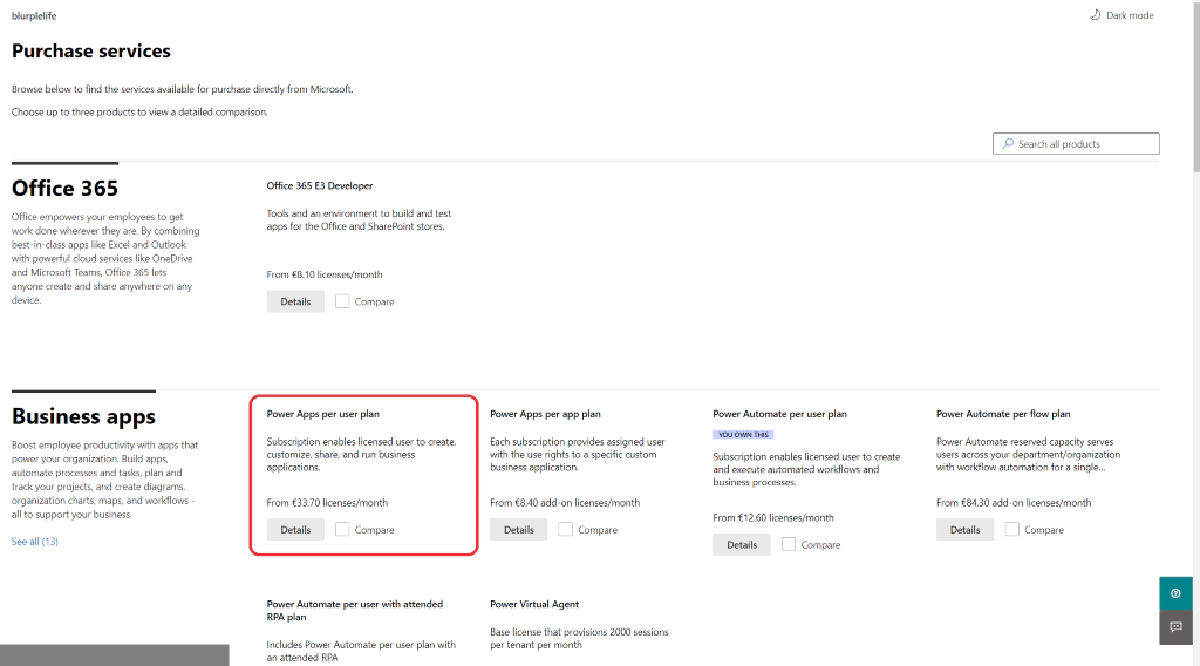 blurplelife
Dark mode
Purchase services
Browse below to find the services available for purchase directly from Microsoft.
Choose up to three products to view a detailed comparison.
Search all products
Office 365
Office empowers your employees to get
work done wherever they are. By combining
best-in-class apps like Excel and Outlook
with powerful cloud services like OneDrive
and Microsoft Teams, Office 365 lets
anyone create and share anywhere on any
device.
Office 365 E3 Developer
Tools and an environment to build and test
apps for the Office and SharePoint stores.
From €8.10 licenses/month
Details
Compare
Business apps
Boost employee productivity with apps that
power your organization. Build apps,
automate processes and tasks, plan and
track your projects, and create diagrams,
organization charts, maps, and workflows -
all to support your business.
See all (13)
Power Apps per user plan
Subscription enables licensed user to create,
customize, share, and run business
applications.
From €33.70 licenses/month
Details
Compare
Power Apps per app plan
Each subscription provides assigned user
with the use rights to a specific custom
business application.
From €8.40 add-on licenses/month
Details
Compare
Power Automate per user plan
YOU OWN THIS
Subscription enables licensed user to create
and execute automated workflows and
business processes.
From €12.60 licenses/month
Details
Compare
Power Automate per flow plan
Power Automate reserved capacity serves
users across your department/organization
with workflow automation for a single...
From €84.30 add-on licenses/month
Details
Compare
Power Automate per user with attended
RPA plan
Includes Power Automate per user plan with
an attended RPA
Power Virtual Agent
Base license that provisions 2000 sessions
per tenant per month